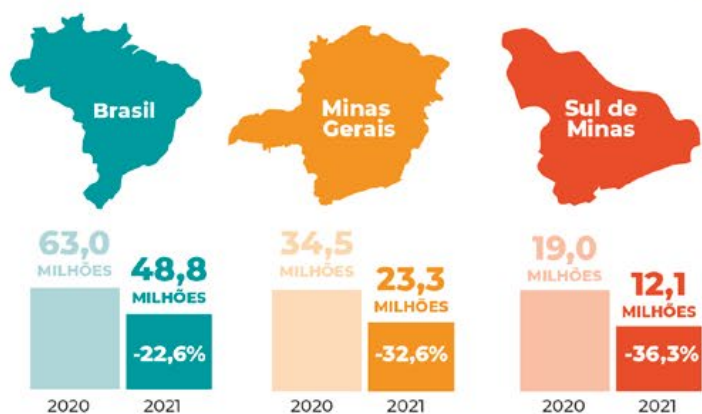 Brasil
Minas
Gerais
Sul de
Minas
63,0
MILHÕES
48,8
MILHÕES
-22,6%
2020
2021
34,5
MILHÕES
23,3
MILHÕES
-32,6%
2020
2021
19,0
MILHÕES
12,1
MILHÕES
-36,3%
2020
2021